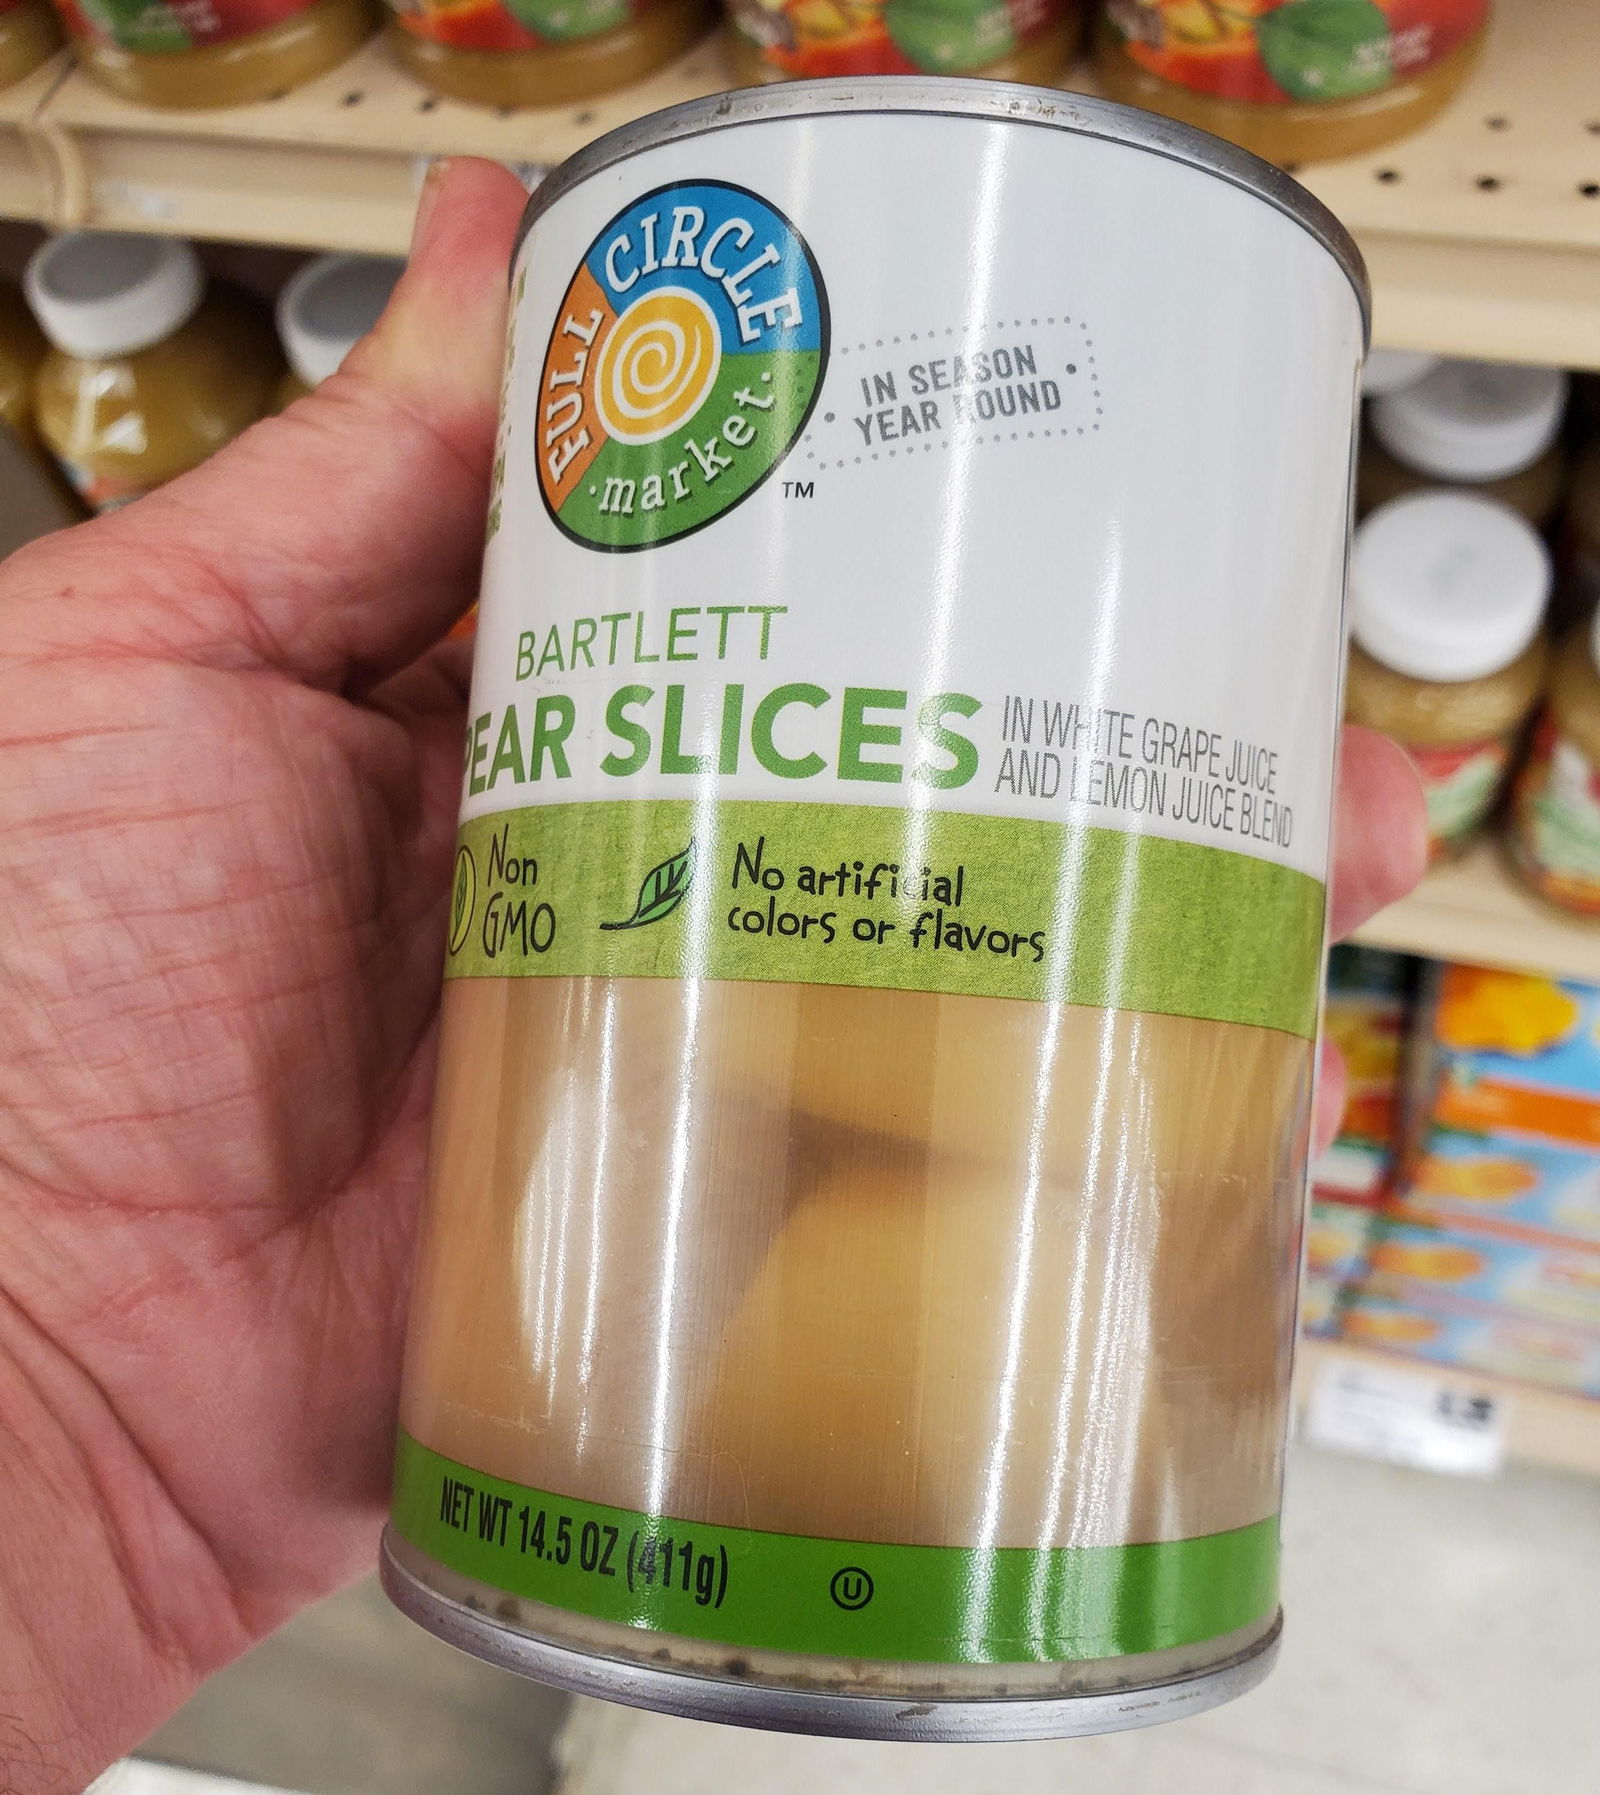 FULL CIRCLE
market
TM
IN SEASON
YEAR ROUND
BARTLETT
PEAR SLICES
IN WHITE GRAPE JUICE
AND LEMON JUICE BLEND
Non
GMO
No artificial
colors or flavors
NET WT 14.5 OZ (411g)
U